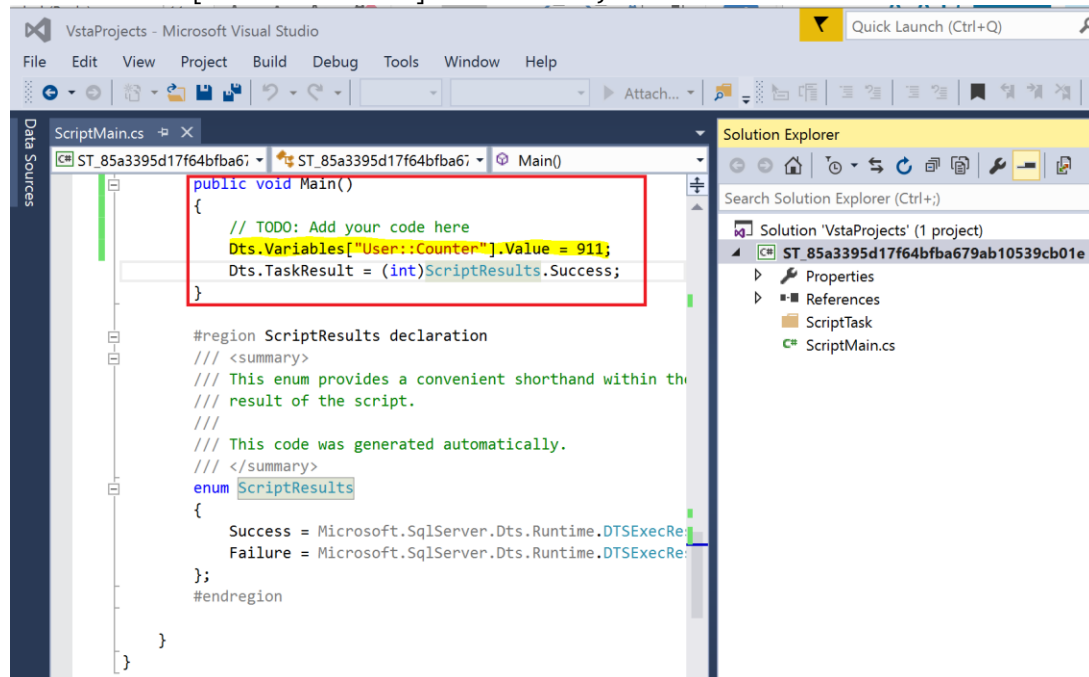 VstaProjects - Microsoft Visual Studio
Quick Launch (Ctrl+Q)
File Edit View Project Build Debug Tools Window Help
Attach...
Data Sources
ScriptMain.cs
Solution Explorer
C# ST_85a3395d17f64bfba67 ST_85a3395d17f64bfba67 Main()
Search Solution Explorer (Ctrl+;)
public void Main()
{
// TODO: Add your code here
Dts.Variables["User::Counter"].Value = 911;
Dts.TaskResult = (int)ScriptResults.Success;
}
Solution 'VstaProjects' (1 project)
C# ST_85a3395d17f64bfba679ab10539cb01e
Properties
References
ScriptTask
C# ScriptMain.cs
#region ScriptResults declaration
/// <summary>
/// This enum provides a convenient shorthand within the
/// result of the script.
///
/// This code was generated automatically.
/// </summary>
enum ScriptResults
{
Success = Microsoft.SqlServer.Dts.Runtime.DTSExecRe
Failure = Microsoft.SqlServer.Dts.Runtime.DTSExecRe
};
#endregion
}
}